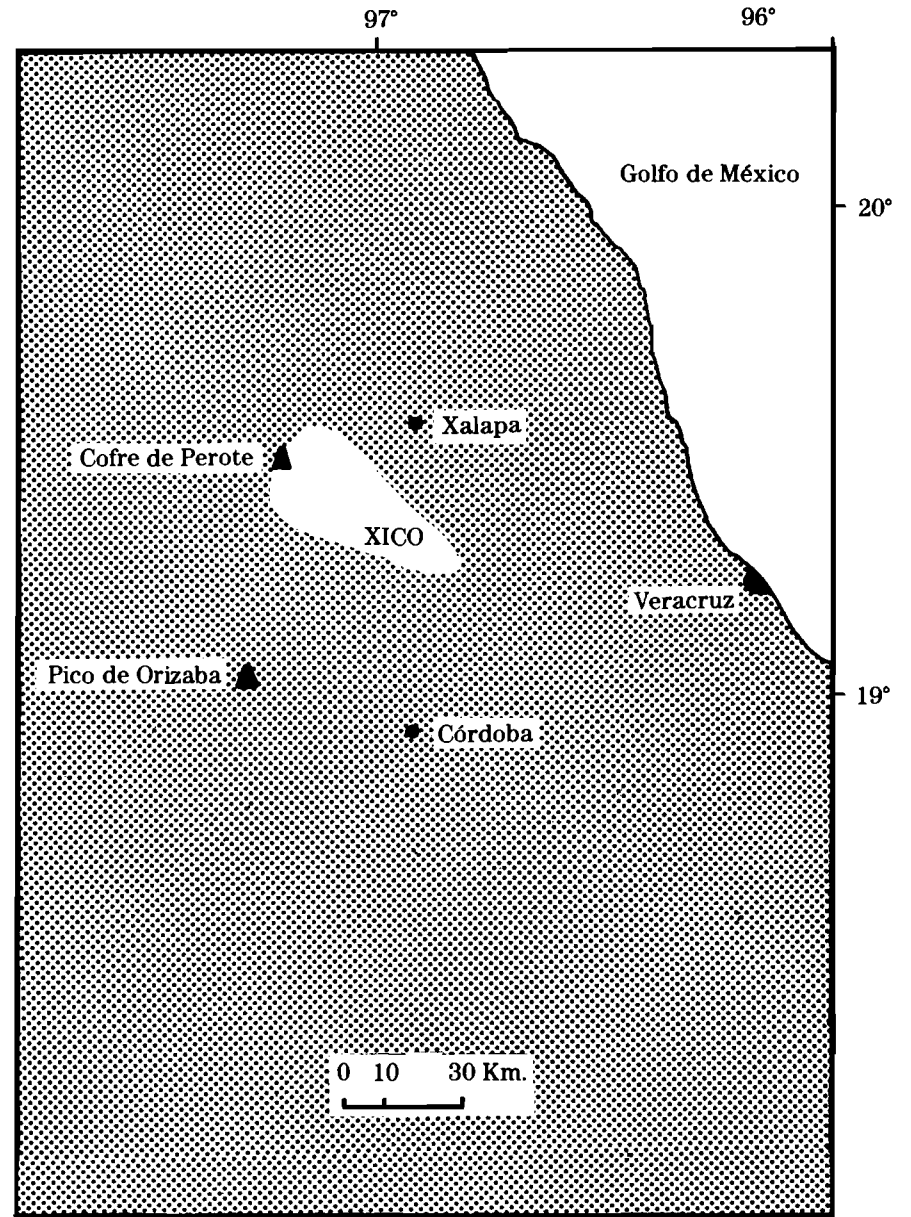 97° 96°
Golfo de México
20°
Xalapa
Cofre de Perote
XICO
Veracruz
Pico de Orizaba
19°
Córdoba
0 10 30 Km.